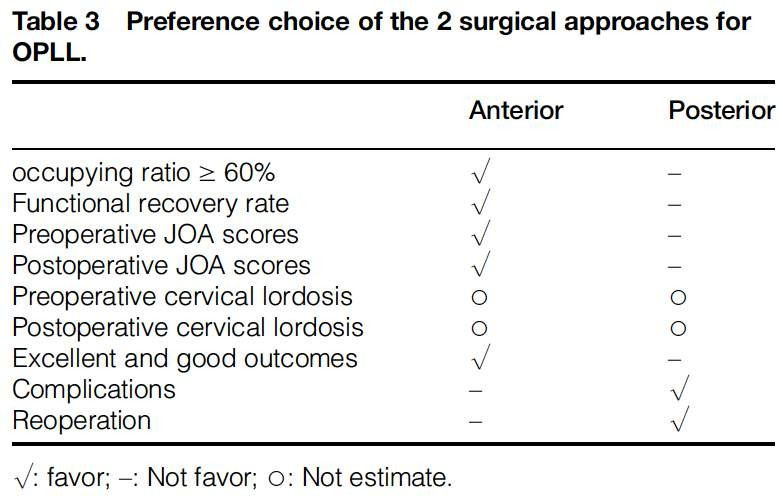 Table 3 Preference choice of the 2 surgical approaches for
OPLL.
Anterior Posterior
occupying ratio ≥ 60% √ –
Functional recovery rate √ –
Preoperative JOA scores √ –
Postoperative JOA scores √ –
Preoperative cervical lordosis ○ ○
Postoperative cervical lordosis ○ ○
Excellent and good outcomes √ –
Complications – √
Reoperation – √
√: favor; –: Not favor; ○: Not estimate.